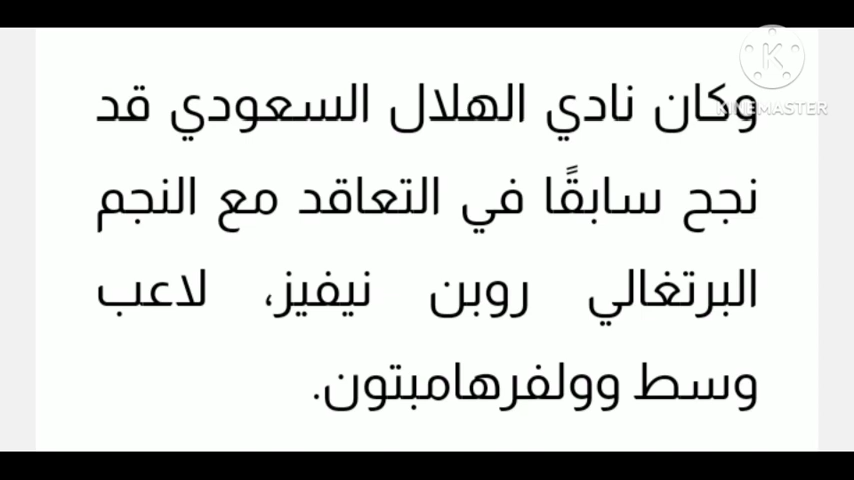 KINEMASTER
وكان نادي الهلال السعودي قد
نجح سابقًا في التعاقد مع النجم
البرتغالي روبن نيفيز، لاعب
وسط وولفرهامبتون.